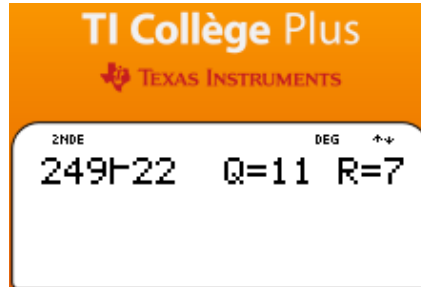 TI Collège Plus
TEXAS INSTRUMENTS
2NDE DEG ↑↓
249⊢22 Q=11 R=7